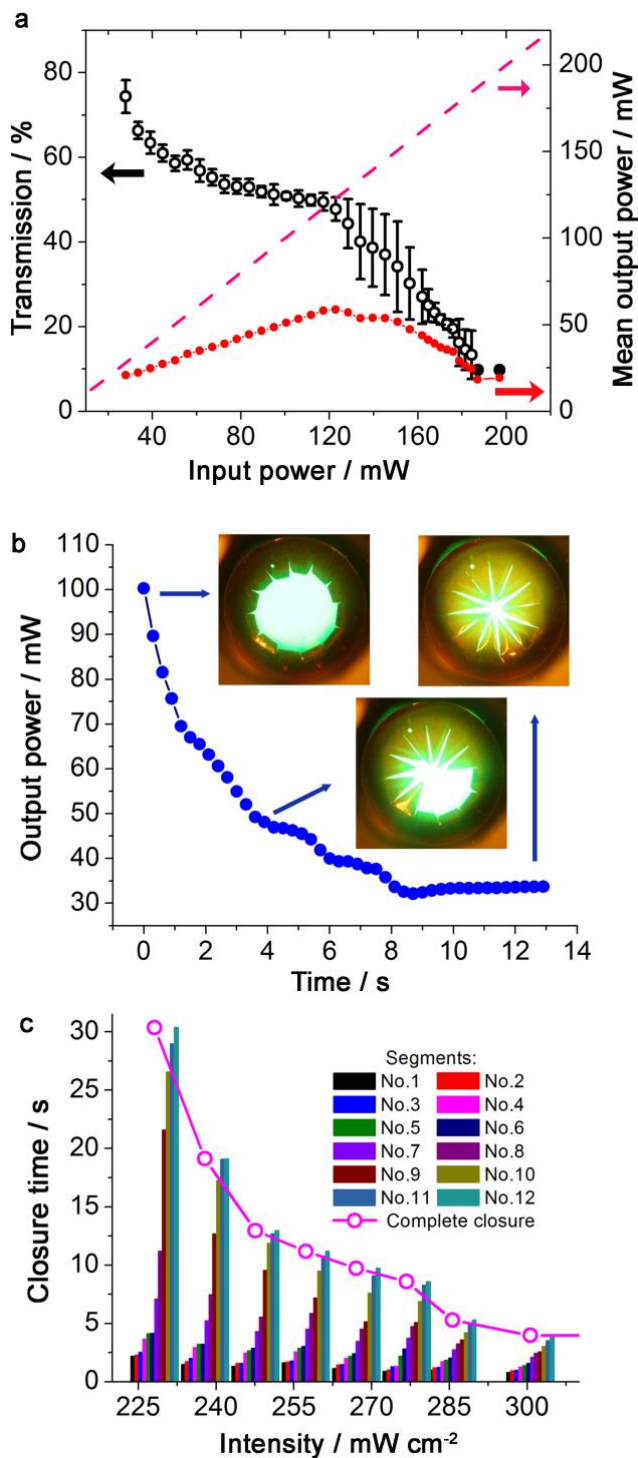 a
80
60
40
20
0
Transmission / %
200
150
100
50
0
Mean output power / mW
40 80 120 160 200
Input power / mW
b
110
100
90
80
70
60
50
40
30
Output power / mW
0 2 4 6 8 10 12 14
Time / s
c
30
25
20
15
10
5
0
Closure time / s
Segments:
No.1 No.2
No.3 No.4
No.5 No.6
No.7 No.8
No.9 No.10
No.11 No.12
Complete closure
225 240 255 270 285 300
Intensity / mW cm-2